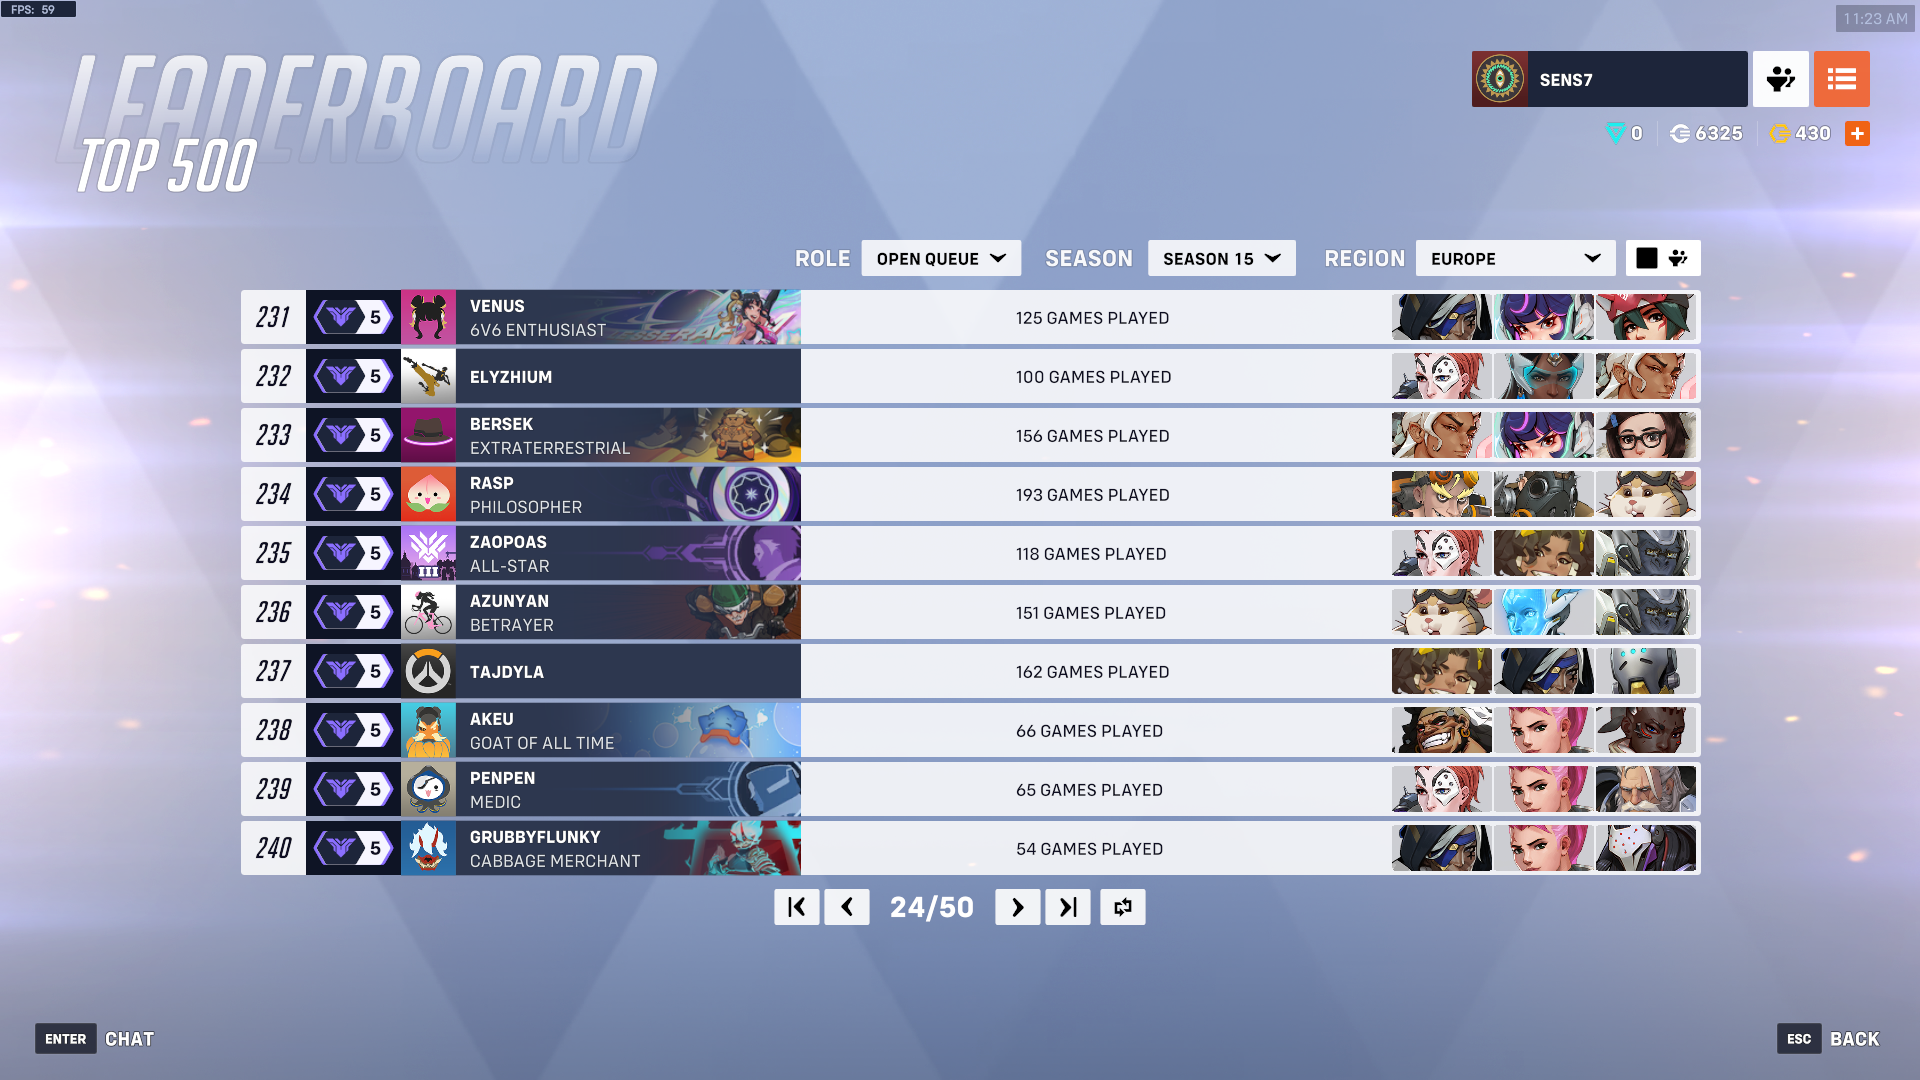 FPS: 59
11:23 AM
LEADERBOARD
TOP 500
SENS7
0 6325 430
ROLE OPEN QUEUE SEASON SEASON 15 REGION EUROPE
231 5 VENUS 125 GAMES PLAYED
6V6 ENTHUSIAST
232 5 ELYZHIUM 100 GAMES PLAYED
233 5 BERSEK 156 GAMES PLAYED
EXTRATERRESTRIAL
234 5 RASP 193 GAMES PLAYED
PHILOSOPHER
235 5 ZAOPOAS 118 GAMES PLAYED
III ALL-STAR
236 5 AZUNYAN 151 GAMES PLAYED
BETRAYER
237 5 TAJDYLA 162 GAMES PLAYED
238 5 AKEU 66 GAMES PLAYED
GOAT OF ALL TIME
239 5 PENPEN 65 GAMES PLAYED
MEDIC
240 5 GRUBBYFLUNKY 54 GAMES PLAYED
CABBAGE MERCHANT
24/50
ENTER CHAT
ESC BACK